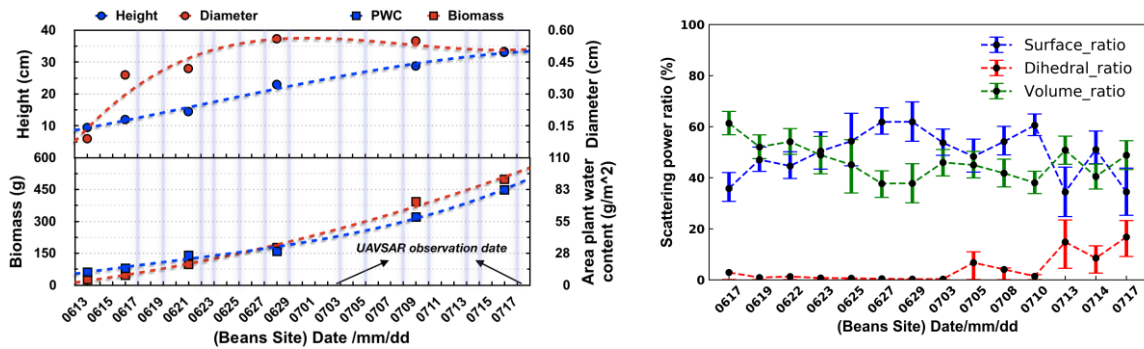 Height Diameter PWC Biomass
Height (cm)
40
30
20
10
Diameter (cm)
0.60
0.45
0.30
0.15
Biomass (g)
600
450
300
150
0
Area plant water
content (g/m^2)
110
83
55
28
0
UAVSAR observation date
0613 0615 0617 0619 0621 0623 0625 0627 0629 0701 0703 0705 0707 0709 0711 0713 0715 0717
(Beans Site) Date /mm/dd
Scattering power ratio (%)
100
80
60
40
20
0
Surface_ratio
Dihedral_ratio
Volume_ratio
0617 0619 0622 0623 0625 0627 0629 0703 0705 0708 0710 0713 0714 0717
(Beans Site) Date/mm/dd